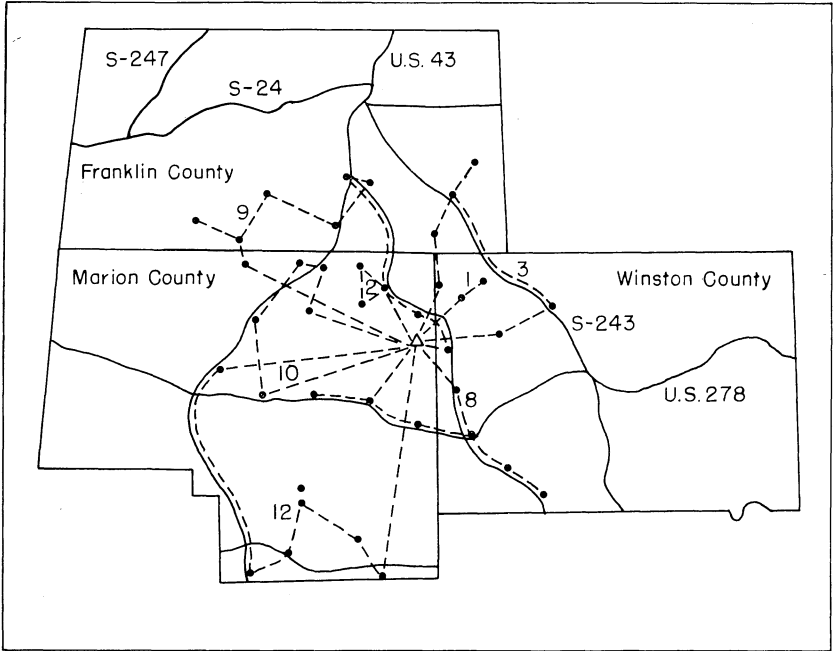 S-247
U.S. 43
S-24
Franklin County
9
Marion County
2
1
3
Winston County
S-243
10
8
U.S. 278
12